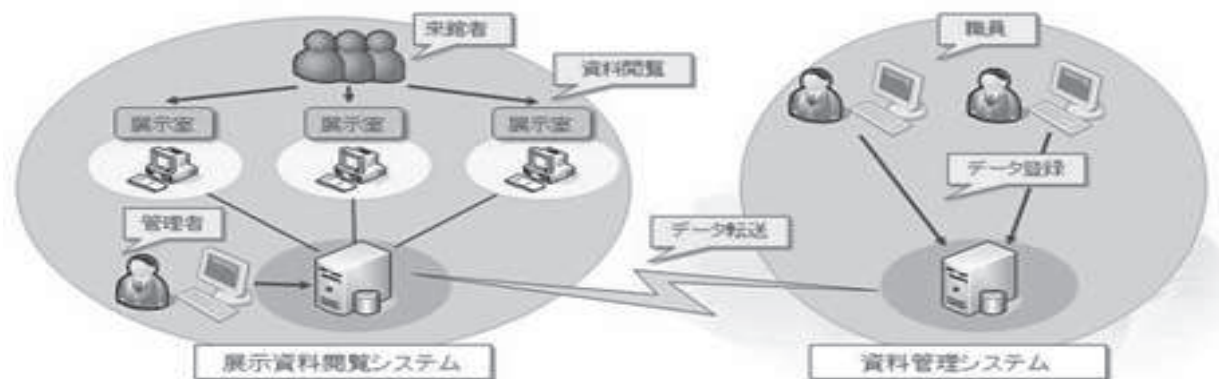 来館者
資料閲覧
展示室
展示室
展示室
管理者
展示資料閲覧システム
データ転送
職員
データ登録
資料管理システム